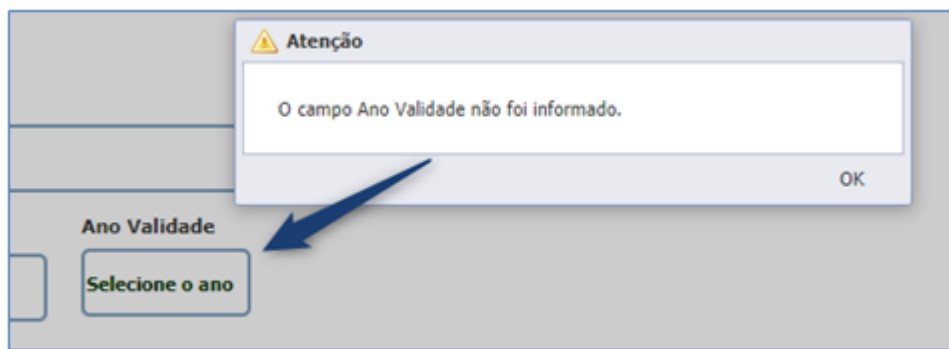 Atenção
O campo Ano Validade não foi informado.
OK
Ano Validade
Selecione o ano